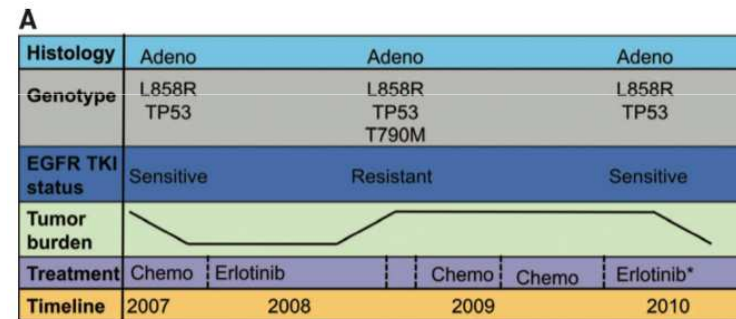 A
Histology Adeno Adeno Adeno
Genotype L858R L858R L858R
TP53 TP53 TP53
T790M
EGFR TKI
status Sensitive Resistant Sensitive
Tumor
burden
Treatment Chemo Erlotinib Chemo Chemo Erlotinib*
Timeline 2007 2008 2009 2010